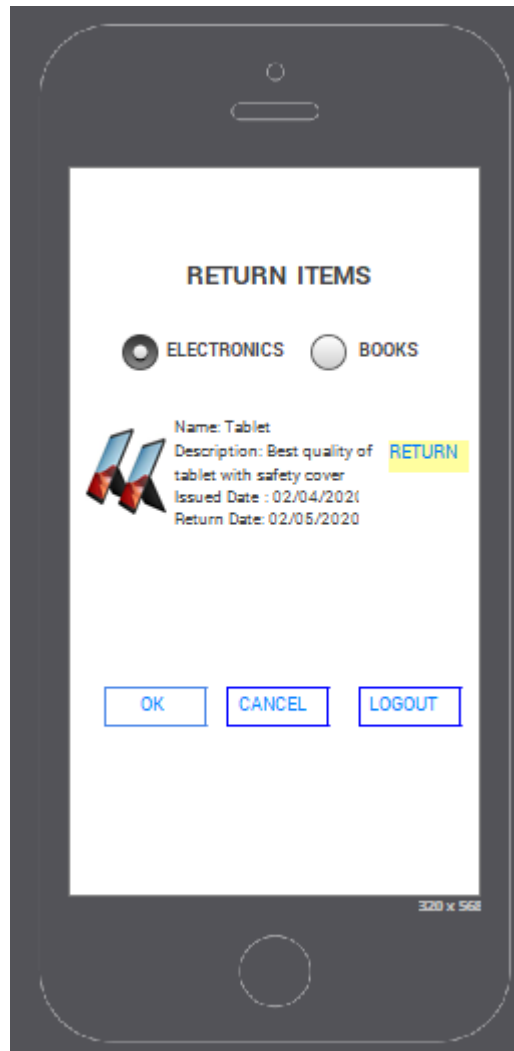 RETURN ITEMS
ELECTRONICS BOOKS
Name: Tablet
Description: Best quality of RETURN
tablet with safety cover
Issued Date : 02/04/202(
Return Date: 02/05/2020
OK CANCEL LOGOUT
320 x 568